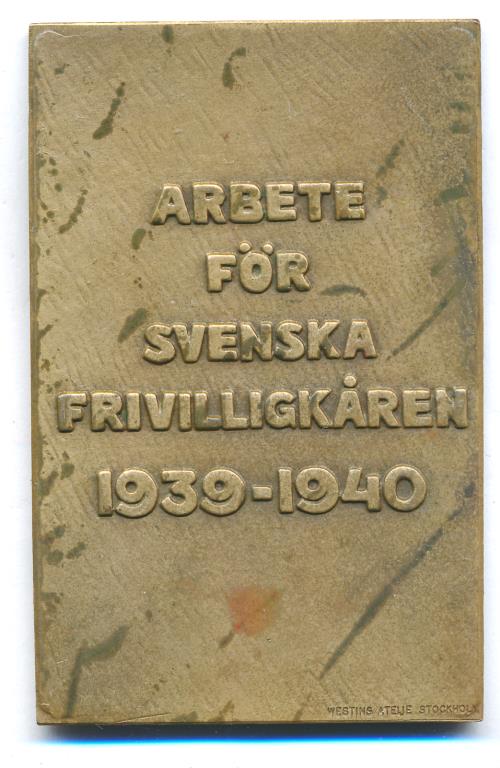 ARBETE
FÖR
SVENSKA
FRIVILLIGKÅREN
1939-1940
WESTINS ATELJE STOCKHOLM